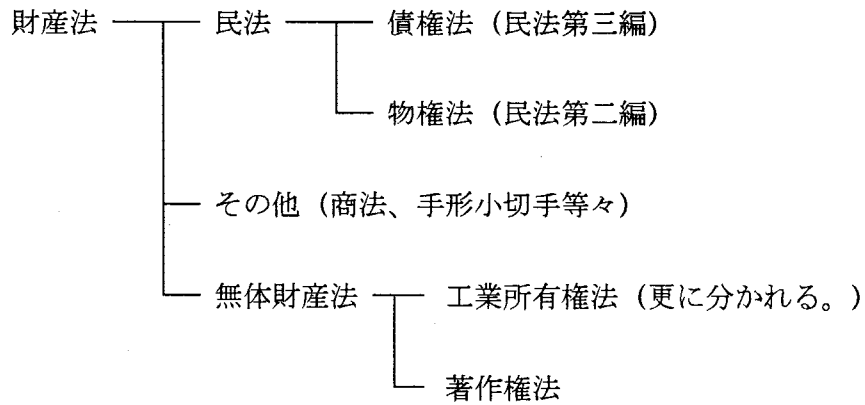 財産法 民法 債権法（民法第三編）
物権法（民法第二編）
その他（商法、手形小切手等々）
無体財産法 工業所有権法（更に分かれる。）
著作権法